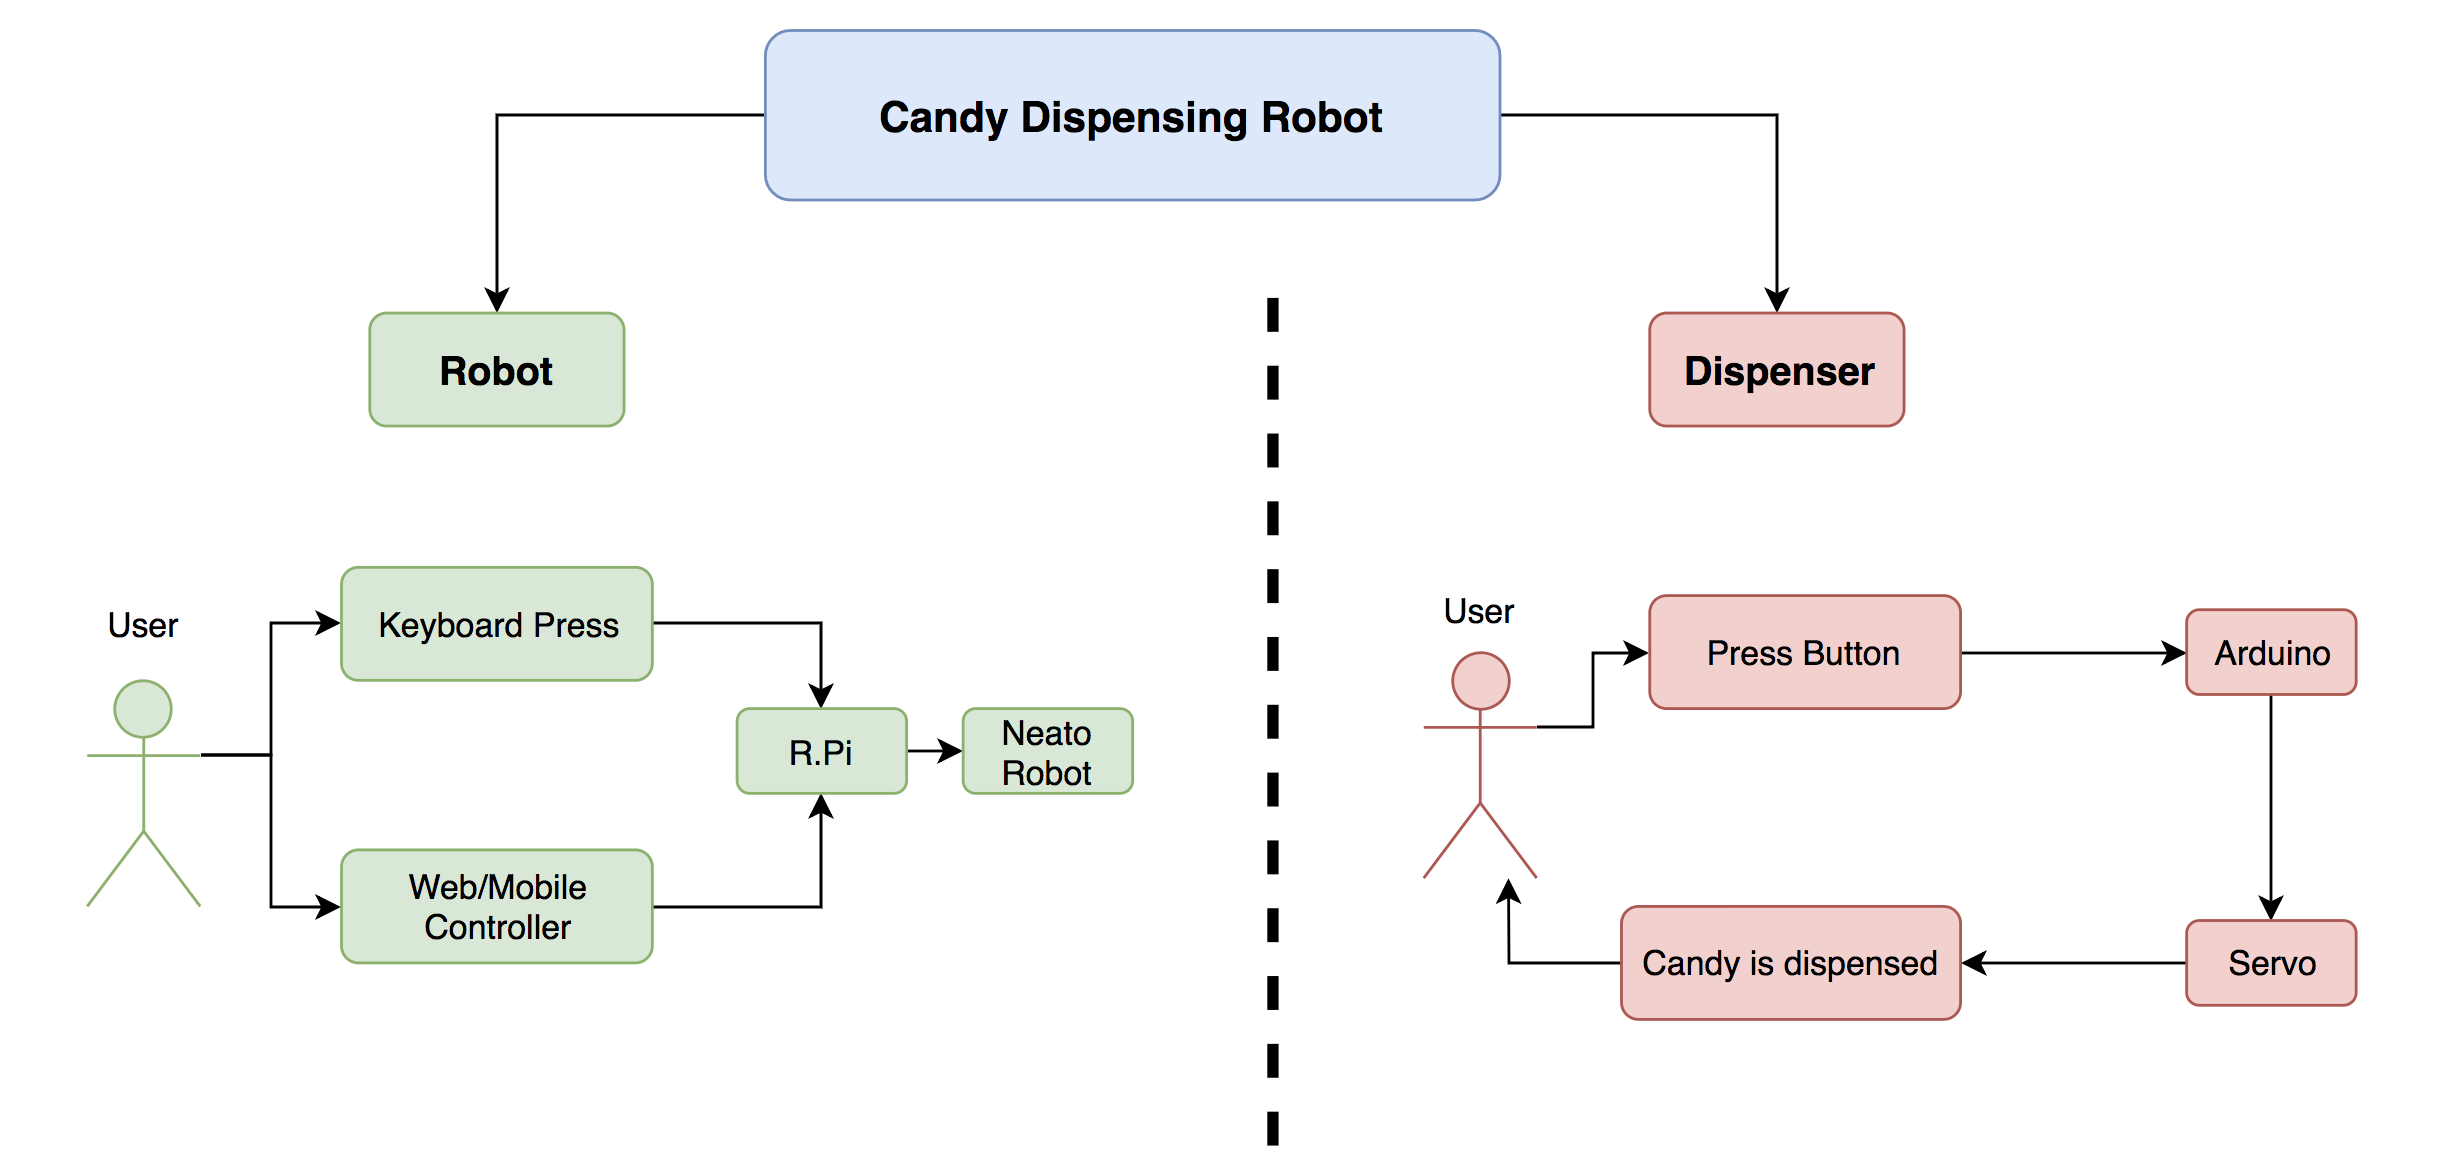 Candy Dispensing Robot
Robot
Dispenser
User
Keyboard Press
R.Pi
Neato
Robot
Web/Mobile
Controller
User
Press Button
Arduino
Candy is dispensed
Servo